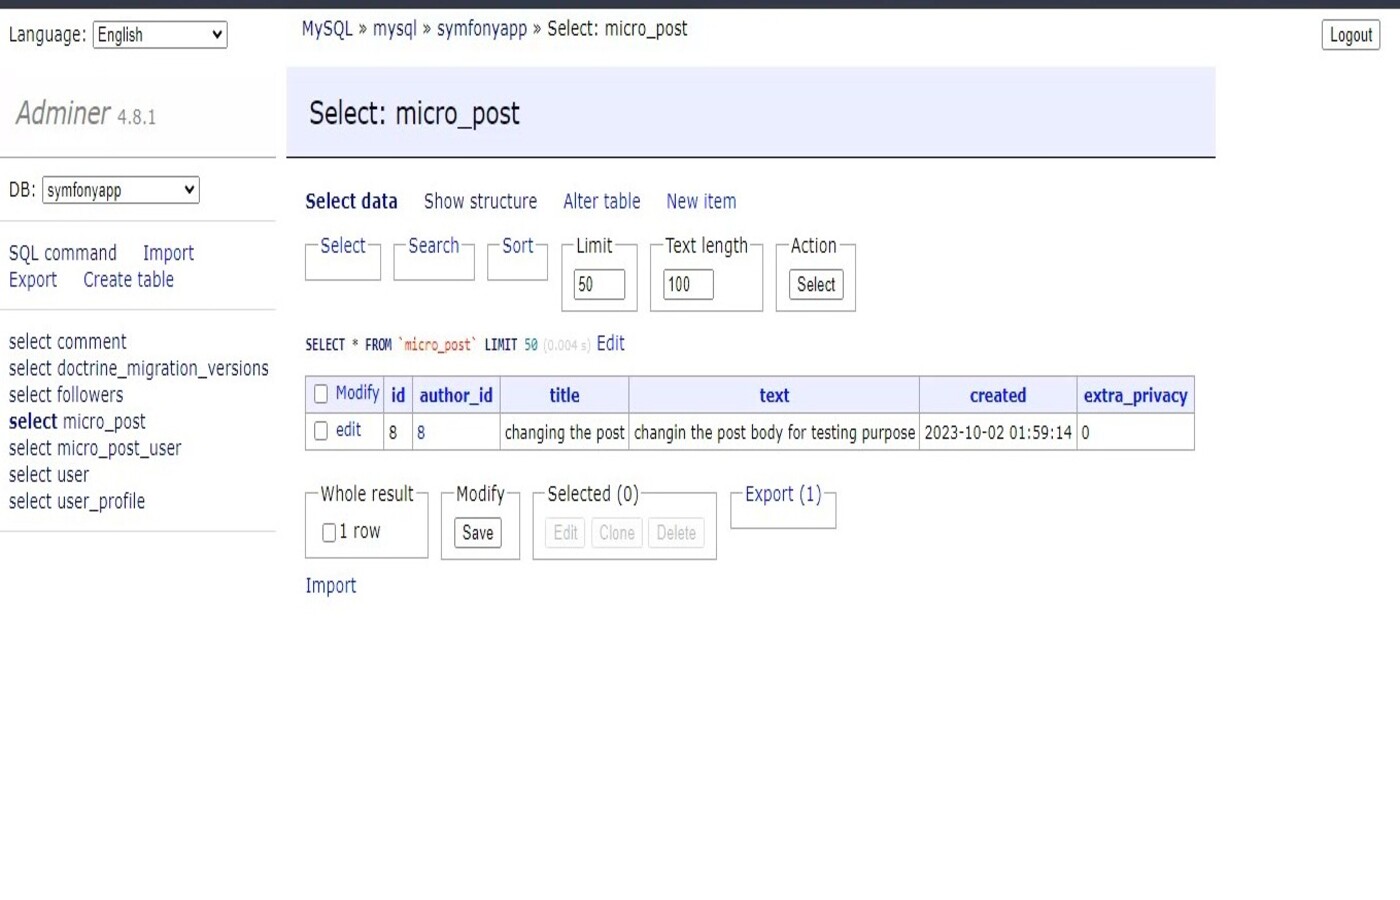 Language: English
MySQL » mysql » symfonyapp » Select: micro_post
Logout
Adminer 4.8.1
Select: micro_post
DB: symfonyapp
SQL command Import
Export Create table
select comment
select doctrine_migration_versions
select followers
select micro_post
select micro_post_user
select user
select user_profile
Select data Show structure Alter table New item
Select Search Sort Limit Text length Action
50 100 Select
SELECT * FROM `micro_post` LIMIT 50 (0.004 s) Edit
Modify id author_id title text created extra_privacy
edit 8 8 changing the post changin the post body for testing purpose 2023-10-02 01:59:14 0
Whole result Modify Selected (0) Export (1)
1 row Save Edit Clone Delete
Import